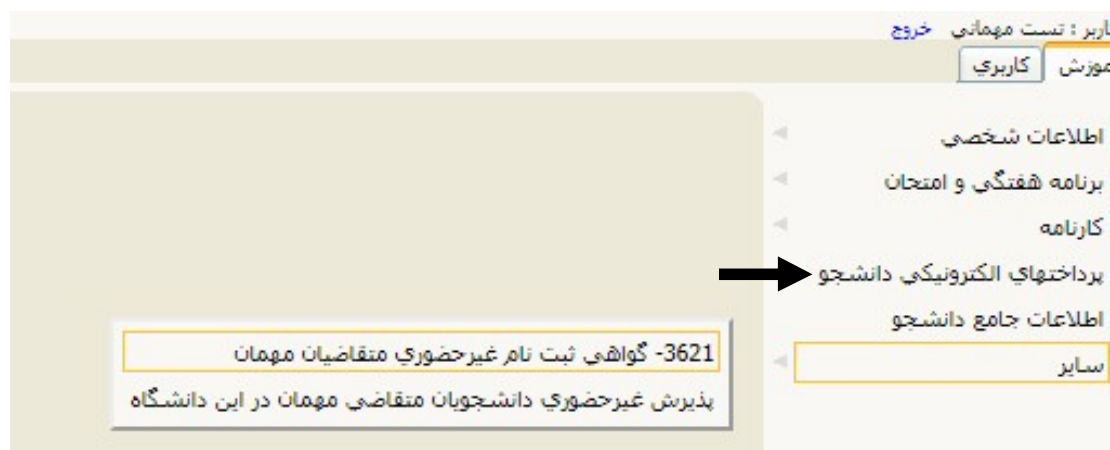 اربر : تست مهماني خروج
موزش كاربري
اطلاعات شخصي
برنامه هفتگي و امتحان
كارنامه
پرداختهاي الكترونيكي دانشجو
اطلاعات جامع دانشجو
ساير
3621- گواهي ثبت نام غيرحضوري متقاضيان مهمان
پذيرش غيرحضوري دانشجويان متقاضي مهمان در اين دانشگاه